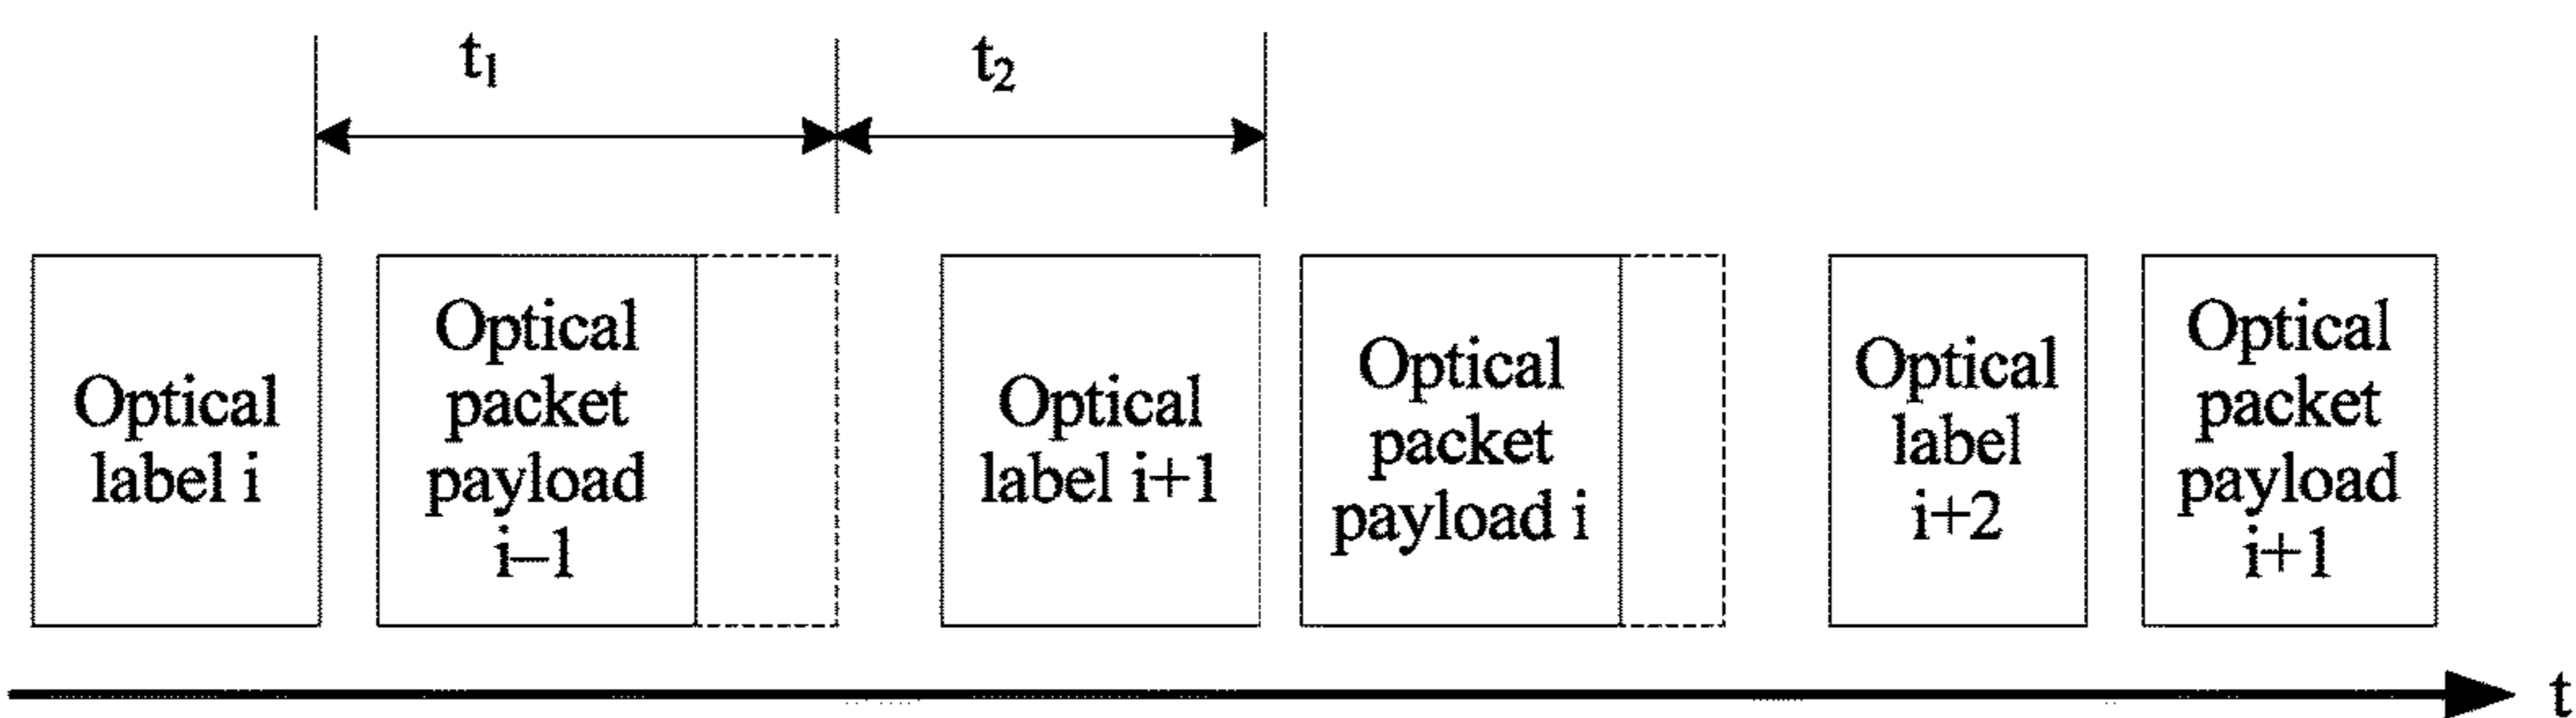 t₁
t₂
Optical
label i
Optical
packet
payload
i–1
Optical
label i+1
Optical
packet
payload i
Optical
label
i+2
Optical
packet
payload
i+1
t